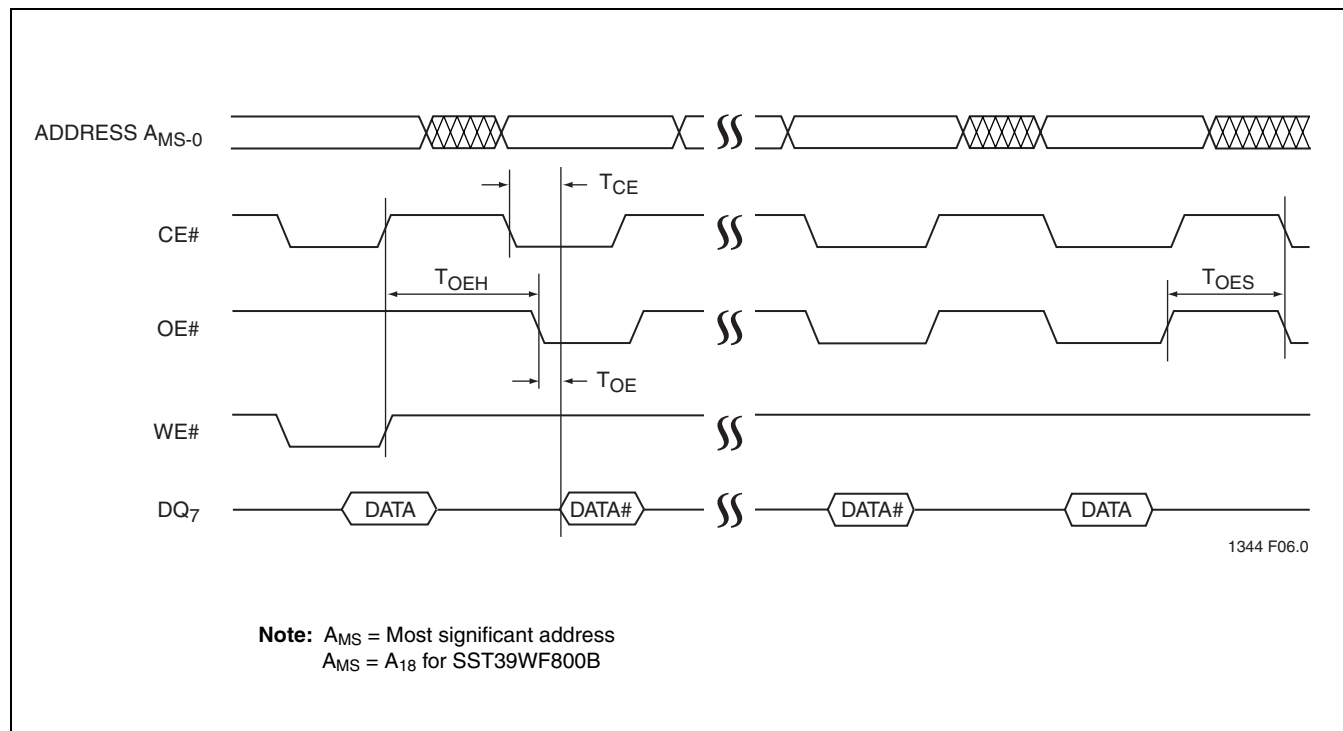 ADDRESS AMS-0
TCE
CE#
TOEH
TOES
OE#
TOE
WE#
DQ7
DATA
DATA#
DATA#
DATA
1344 F06.0
Note: AMS = Most significant address
AMS = A18 for SST39WF800B